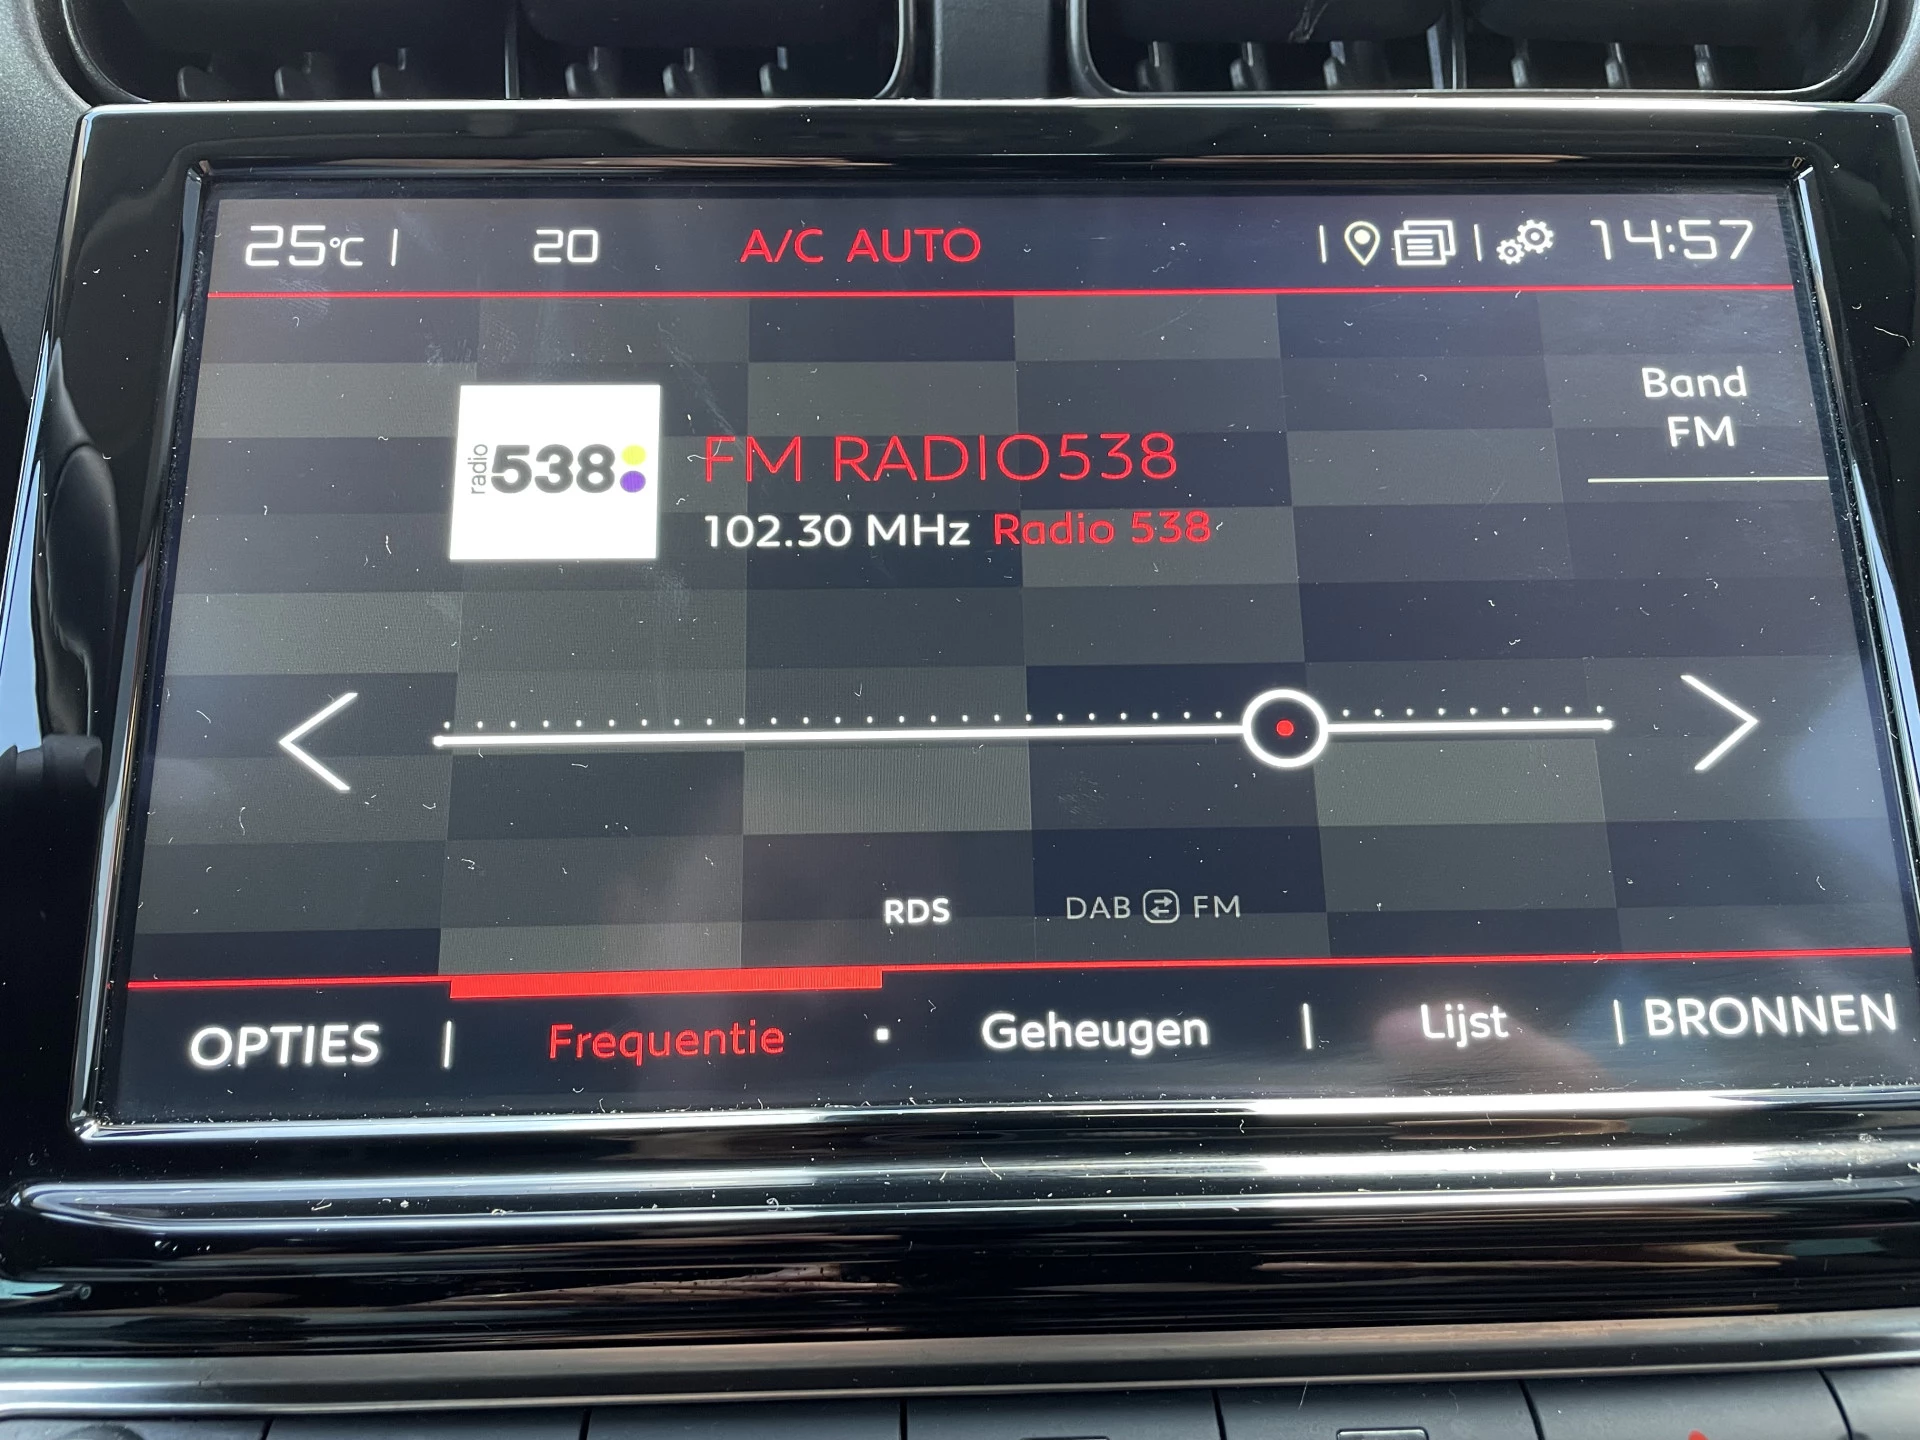 25°C | 20 A/C AUTO | | 14:57
Band
FM
radio 538
FM RADIO538
102.30 MHz Radio 538
RDS DAB FM
OPTIES | Frequentie · Geheugen | Lijst | BRONNEN